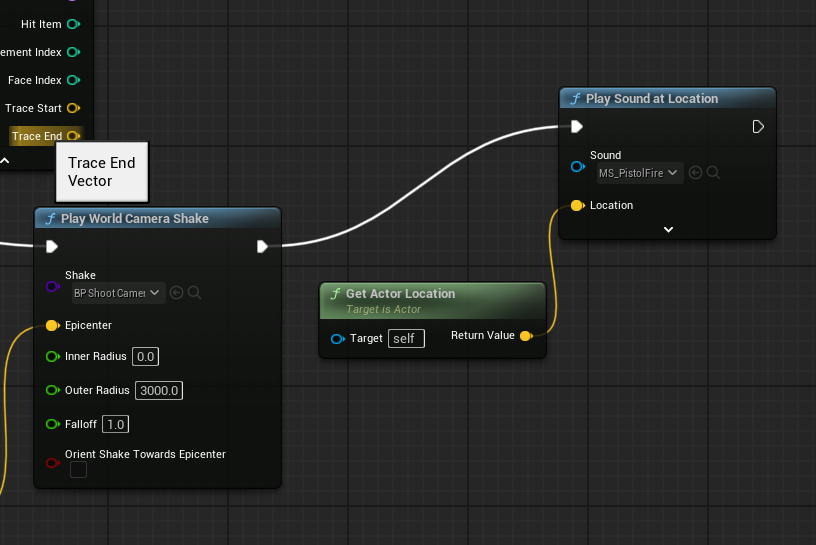 Hit Item
ement Index
Face Index
Trace Start
Trace End
Trace End
Vector
Play World Camera Shake
Shake
BP Shoot Camer
Epicenter
Inner Radius 0.0
Outer Radius 3000.0
Falloff 1.0
Orient Shake Towards Epicenter
Get Actor Location
Target is Actor
Target self Return Value
Play Sound at Location
Sound
MS_PistolFire
Location